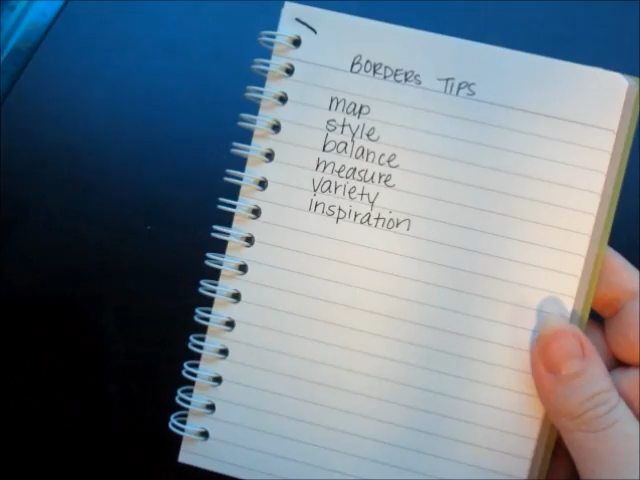 BORDERS TIPS
map
style
balance
measure
variety
inspiration